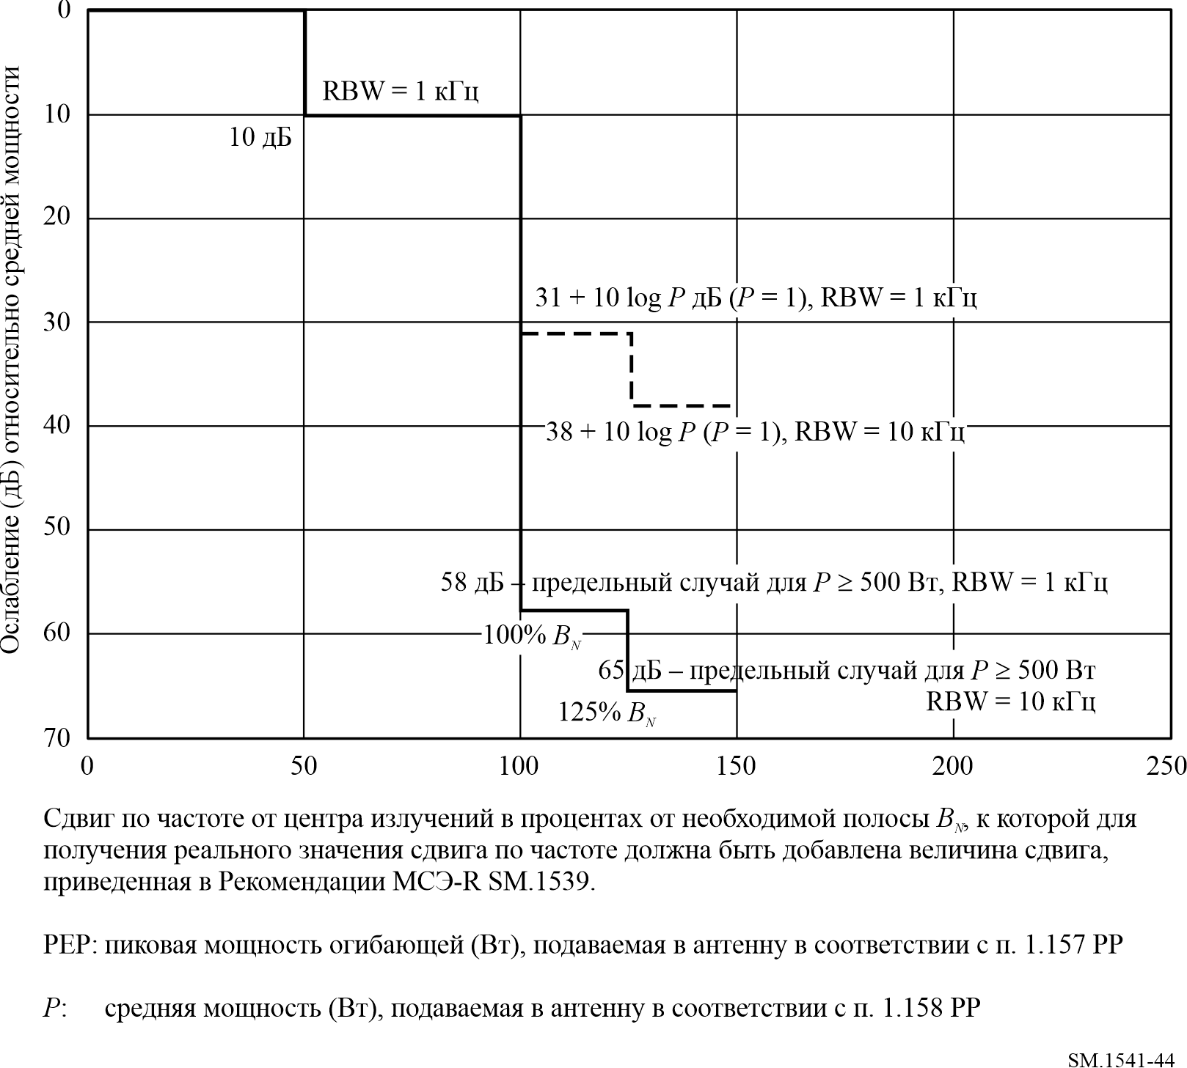 Ослабление (дБ) относительно средней мощности
0
10
20
30
40
50
60
70
RBW = 1 кГц
10 дБ
31 + 10 log P дБ (P = 1), RBW = 1 кГц
38 + 10 log P (P = 1), RBW = 10 кГц
58 дБ – предельный случай для P ≥ 500 Вт, RBW = 1 кГц
100% B_N
65 дБ – предельный случай для P ≥ 500 Вт
RBW = 10 кГц
125% B_N
0 50 100 150 200 250
Сдвиг по частоте от центра излучений в процентах от необходимой полосы B_N, к которой для
получения реального значения сдвига по частоте должна быть добавлена величина сдвига,
приведенная в Рекомендации МСЭ-R SM.1539.
PEP: пиковая мощность огибающей (Вт), подаваемая в антенну в соответствии с п. 1.157 РР
P: средняя мощность (Вт), подаваемая в антенну в соответствии с п. 1.158 РР
SM.1541-44